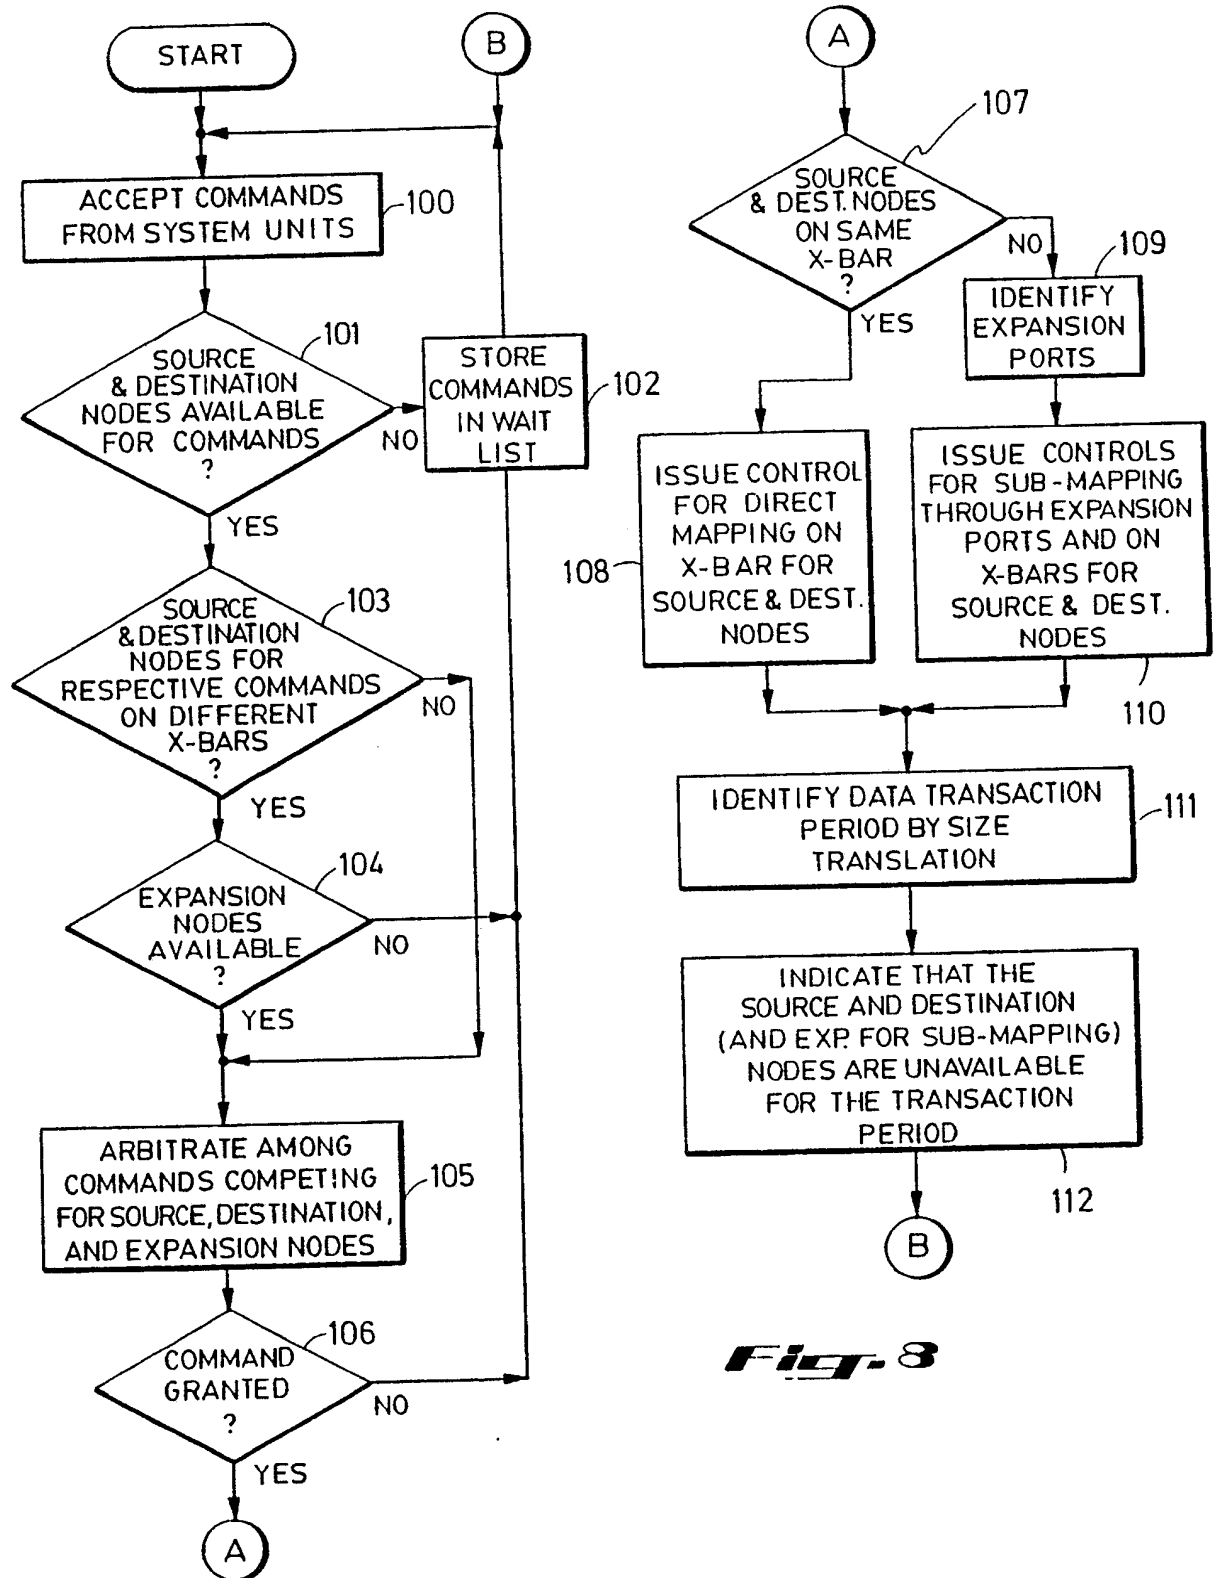 START
B
ACCEPT COMMANDS
FROM SYSTEM UNITS
100
SOURCE
& DESTINATION
NODES AVAILABLE
FOR COMMANDS
?
101
NO
YES
STORE
COMMANDS
IN WAIT
LIST
102
SOURCE
& DESTINATION
NODES FOR
RESPECTIVE COMMANDS
ON DIFFERENT
X-BARS
?
103
NO
YES
EXPANSION
NODES
AVAILABLE
?
104
NO
YES
ARBITRATE AMONG
COMMANDS COMPETING
FOR SOURCE, DESTINATION,
AND EXPANSION NODES
105
COMMAND
GRANTED
?
106
NO
YES
A
A
SOURCE
& DEST. NODES
ON SAME
X-BAR
?
107
NO
YES
IDENTIFY
EXPANSION
PORTS
109
ISSUE CONTROL
FOR DIRECT
MAPPING ON
X-BAR FOR
SOURCE & DEST.
NODES
108
ISSUE CONTROLS
FOR SUB-MAPPING
THROUGH EXPANSION
PORTS AND ON
X-BARS FOR
SOURCE & DEST.
NODES
110
IDENTIFY DATA TRANSACTION
PERIOD BY SIZE
TRANSLATION
111
INDICATE THAT THE
SOURCE AND DESTINATION
(AND EXP. FOR SUB-MAPPING)
NODES ARE UNAVAILABLE
FOR THE TRANSACTION
PERIOD
112
B
Fig. 8